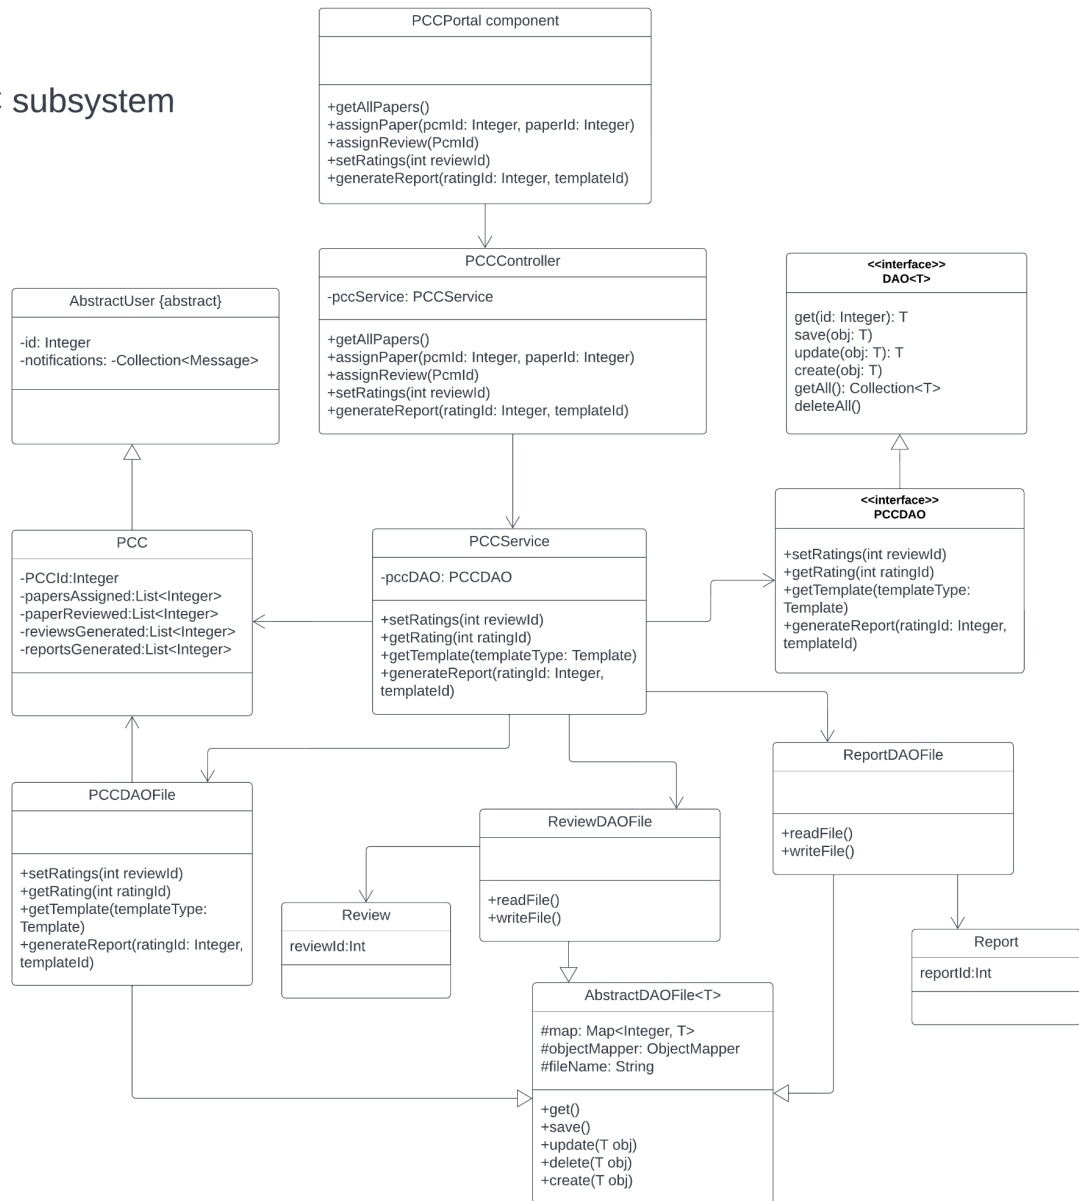 subsystem
PCCPortal component
+getAllPapers()
+assignPaper(pcmId: Integer, paperId: Integer)
+assignReview(PcmId)
+setRatings(int reviewId)
+generateReport(ratingId: Integer, templateId)
PCCController
-pccService: PCCService
+getAllPapers()
+assignPaper(pcmId: Integer, paperId: Integer)
+assignReview(PcmId)
+setRatings(int reviewId)
+generateReport(ratingId: Integer, templateId)
<<interface>>
DAO<T>
get(id: Integer): T
save(obj: T)
update(obj: T): T
create(obj: T)
getAll(): Collection<T>
deleteAll()
AbstractUser {abstract}
-id: Integer
-notifications: -Collection<Message>
PCC
-PCCId:Integer
-papersAssigned:List<Integer>
-paperReviewed:List<Integer>
-reviewsGenerated:List<Integer>
-reportsGenerated:List<Integer>
PCCService
-pccDAO: PCCDAO
+setRatings(int reviewId)
+getRating(int ratingId)
+getTemplate(templateType: Template)
+generateReport(ratingId: Integer,
templateId)
<<interface>>
PCCDAO
+setRatings(int reviewId)
+getRating(int ratingId)
+getTemplate(templateType:
Template)
+generateReport(ratingId: Integer,
templateId)
PCCDAOFile
+setRatings(int reviewId)
+getRating(int ratingId)
+getTemplate(templateType:
Template)
+generateReport(ratingId: Integer,
templateId)
ReviewDAOFile
+readFile()
+writeFile()
ReportDAOFile
+readFile()
+writeFile()
Review
reviewId:Int
Report
reportId:Int
AbstractDAOFile<T>
#map: Map<Integer, T>
#objectMapper: ObjectMapper
#fileName: String
+get()
+save()
+update(T obj)
+delete(T obj)
+create(T obj)